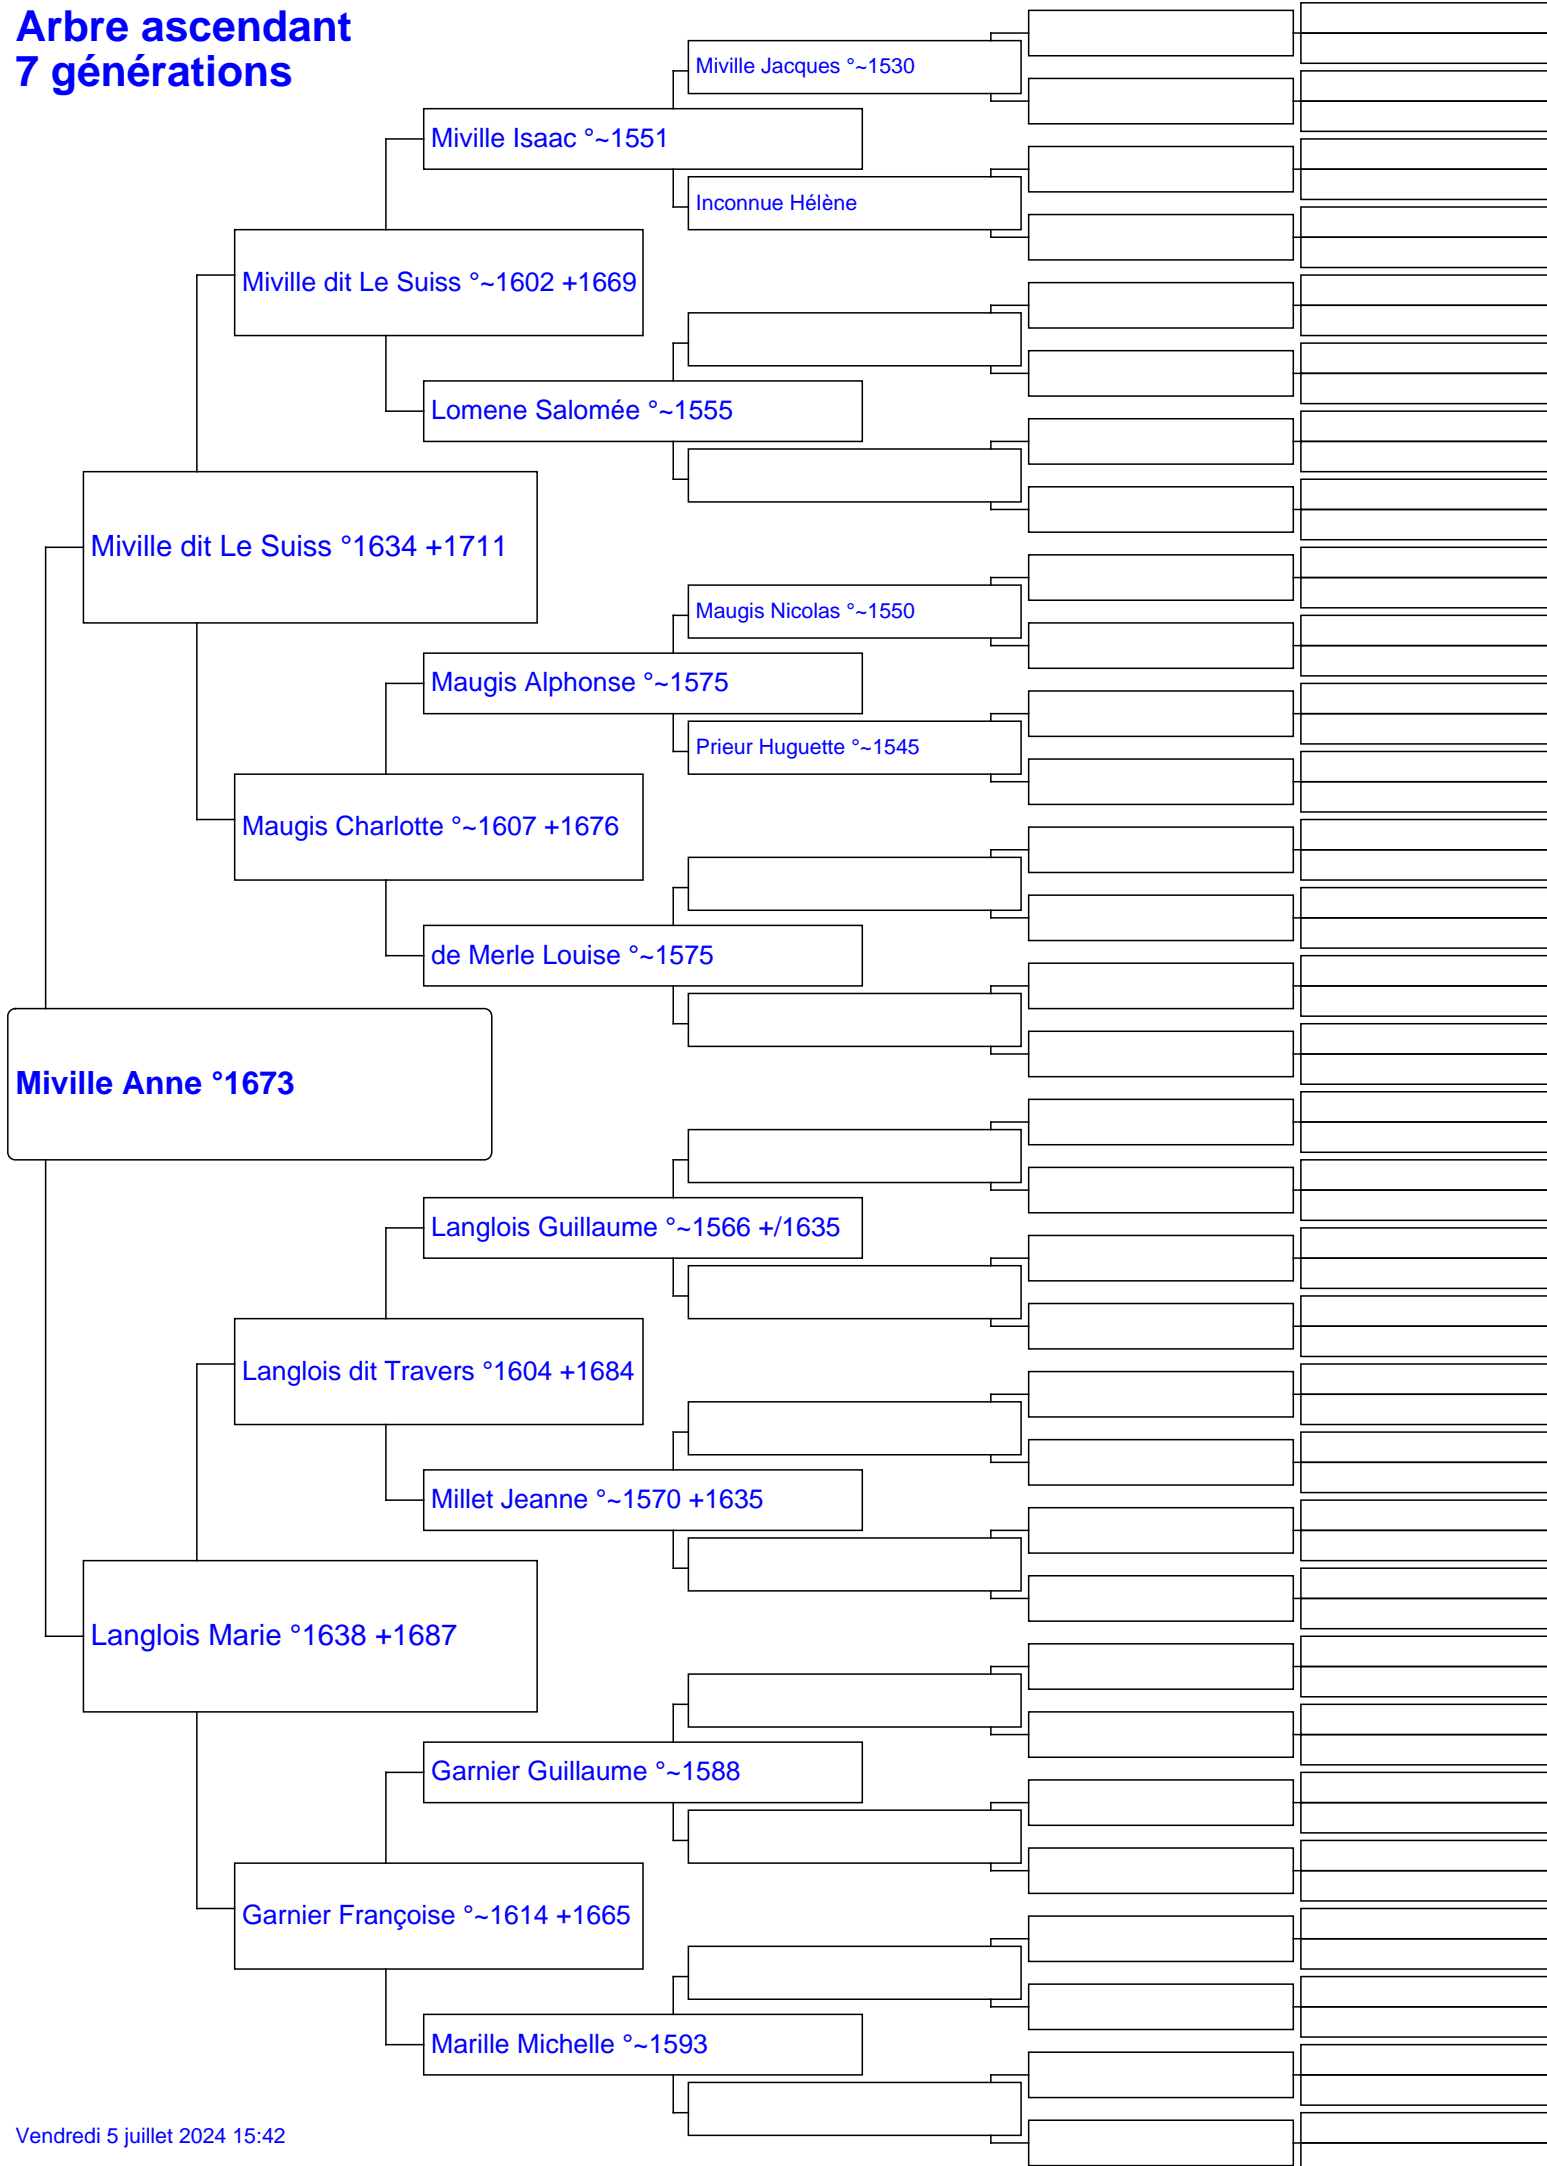 Arbre ascendant
7 générations
Miville Jacques °~1530
Miville Isaac °~1551
Inconnue Hélène
Miville dit Le Suiss °~1602 +1669
Lomene Salomée °~1555
Miville dit Le Suiss °1634 +1711
Maugis Nicolas °~1550
Maugis Alphonse °~1575
Prieur Huguette °~1545
Maugis Charlotte °~1607 +1676
de Merle Louise °~1575
Miville Anne °1673
Langlois Guillaume °~1566 +/1635
Langlois dit Travers °1604 +1684
Millet Jeanne °~1570 +1635
Langlois Marie °1638 +1687
Garnier Guillaume °~1588
Garnier Françoise °~1614 +1665
Marille Michelle °~1593
Vendredi 5 juillet 2024 15:42